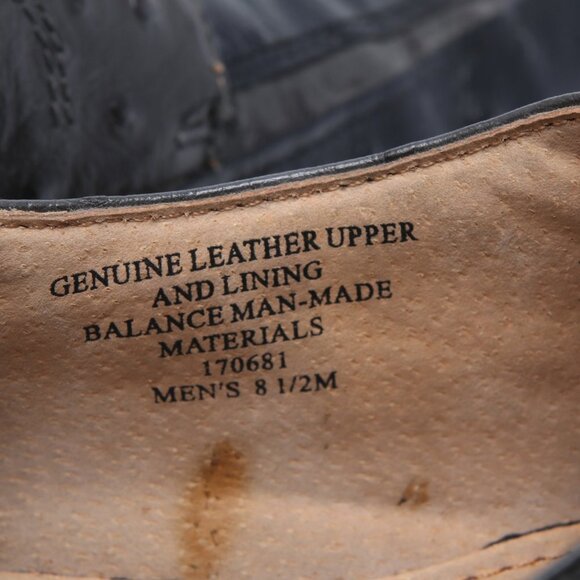 GENUINE LEATHER UPPER
AND LINING
BALANCE MAN-MADE
MATERIALS
170681
MEN'S 8 1/2M